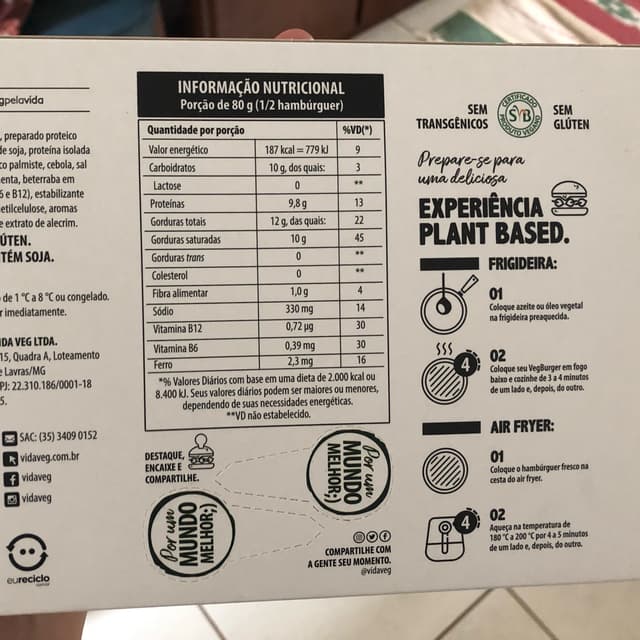 gpelavida
, preparado proteico
de soja, proteína isolada
co palmiste, cebola, sal
enta, beterraba em
6 e B12), estabilizante
etilcelulose, aromas
e extrato de alecrim.
ÚTEN.
TÉM SOJA.
de 1 °C a 8 °C ou congelado.
r imediatamente.
IDA VEG LTDA.
15, Quadra A, Loteamento
e Lavras/MG
PJ: 22.310.186/0001-18
5.
SAC: (35) 3409 0152
vidaveg.com.br
vidaveg
vidaveg
eureciclo
INFORMAÇÃO NUTRICIONAL
Porção de 80 g (1/2 hambúrguer)
Quantidade por porção %VD(*)
Valor energético 187 kcal = 779 kJ 9
Carboidratos 10 g, dos quais: 3
Lactose 0 **
Proteínas 9,8 g 13
Gorduras totais 12 g, das quais: 22
Gorduras saturadas 10 g 45
Gorduras trans 0 **
Colesterol 0 **
Fibra alimentar 1,0 g 4
Sódio 330 mg 14
Vitamina B12 0,72 µg 30
Vitamina B6 0,39 mg 30
Ferro 2,3 mg 16
*% Valores Diários com base em uma dieta de 2.000 kcal ou
8.400 kJ. Seus valores diários podem ser maiores ou menores,
dependendo de suas necessidades energéticas.
**VD não estabelecido.
DESTAQUE,
ENCAIXE E
COMPARTILHE.
Por um
MUNDO
MELHOR;)
Por um
MUNDO
MELHOR;)
COMPARTILHE COM
A GENTE SEU MOMENTO.
@vidaveg
SEM
TRANSGÊNICOS
CERTIFICADO
SVB
PRODUTO VEGANO
SEM
GLÚTEN
Prepare-se para
uma deliciosa
EXPERIÊNCIA
PLANT BASED.
FRIGIDEIRA:
01
Coloque azeite ou óleo vegetal
na frigideira preaquecida.
4
02
Coloque seu VegBurger em fogo
baixo e cozinhe de 3 a 4 minutos
de um lado e, depois, do outro.
AIR FRYER:
01
Coloque o hambúrguer fresco na
cesta do air fryer.
4
02
Aqueça na temperatura de
180 °C a 200 °C por 4 a 5 minutos
de um lado e, depois, do outro.